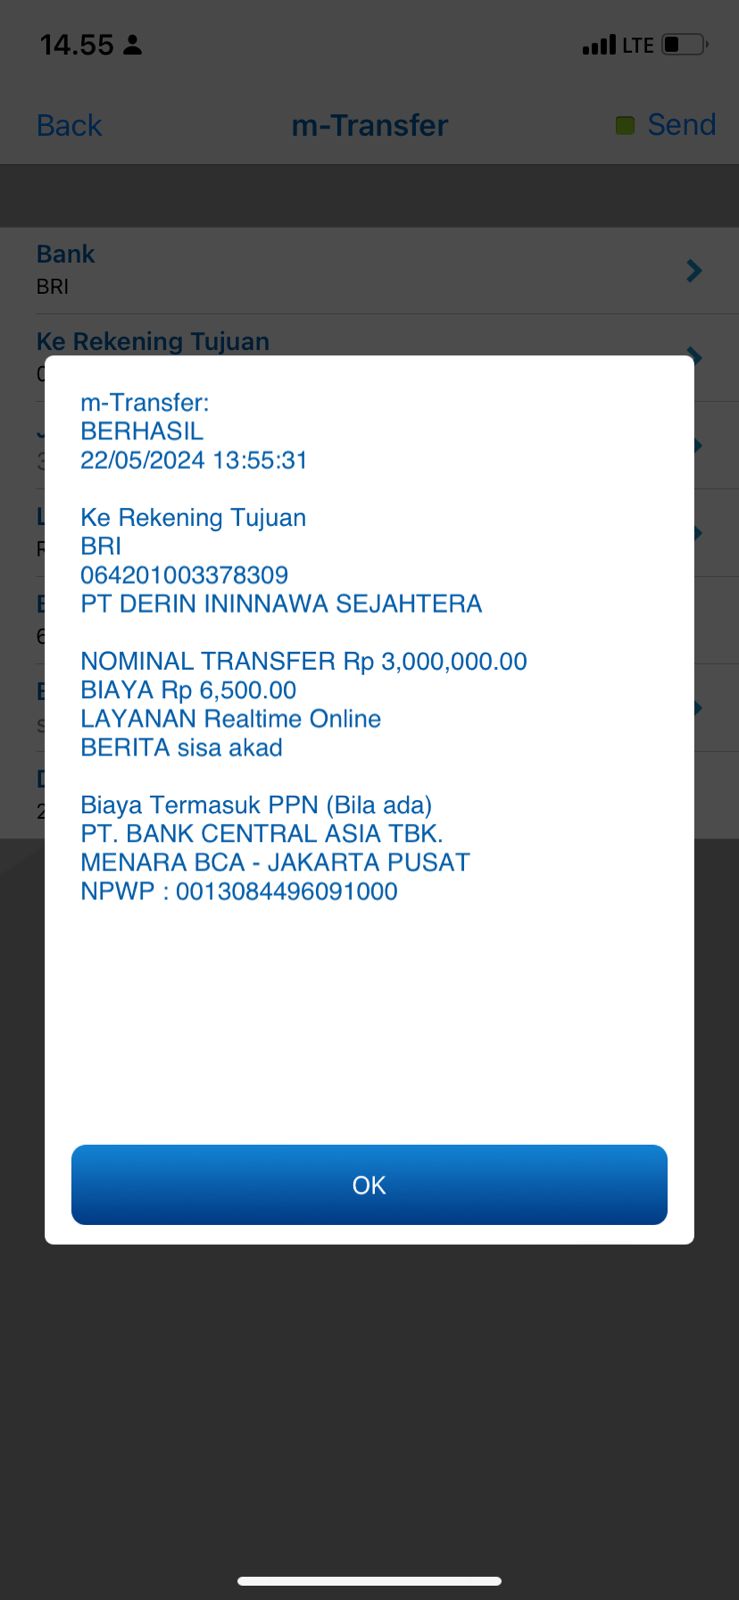 14.55
LTE
Back
m-Transfer
Send
Bank
BRI
Ke Rekening Tujuan
m-Transfer:
BERHASIL
22/05/2024 13:55:31
Ke Rekening Tujuan
BRI
064201003378309
PT DERIN ININNAWA SEJAHTERA
NOMINAL TRANSFER Rp 3,000,000.00
BIAYA Rp 6,500.00
LAYANAN Realtime Online
BERITA sisa akad
Biaya Termasuk PPN (Bila ada)
PT. BANK CENTRAL ASIA TBK.
MENARA BCA - JAKARTA PUSAT
NPWP : 0013084496091000
OK